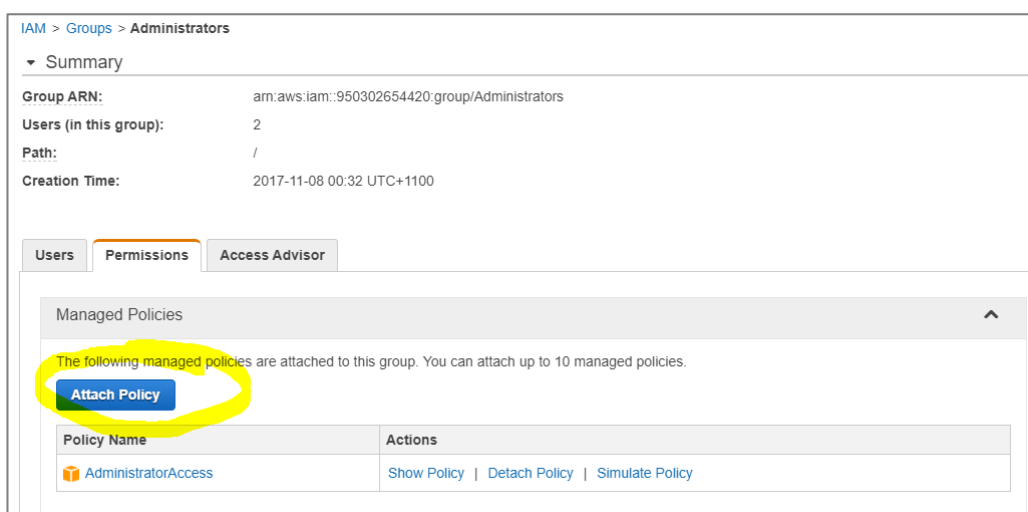 IAM > Groups > Administrators
Summary
Group ARN: arn:aws:iam::950302654420:group/Administrators
Users (in this group): 2
Path: /
Creation Time: 2017-11-08 00:32 UTC+1100
Users Permissions Access Advisor
Managed Policies
The following managed policies are attached to this group. You can attach up to 10 managed policies.
Attach Policy
Policy Name Actions
AdministratorAccess Show Policy | Detach Policy | Simulate Policy